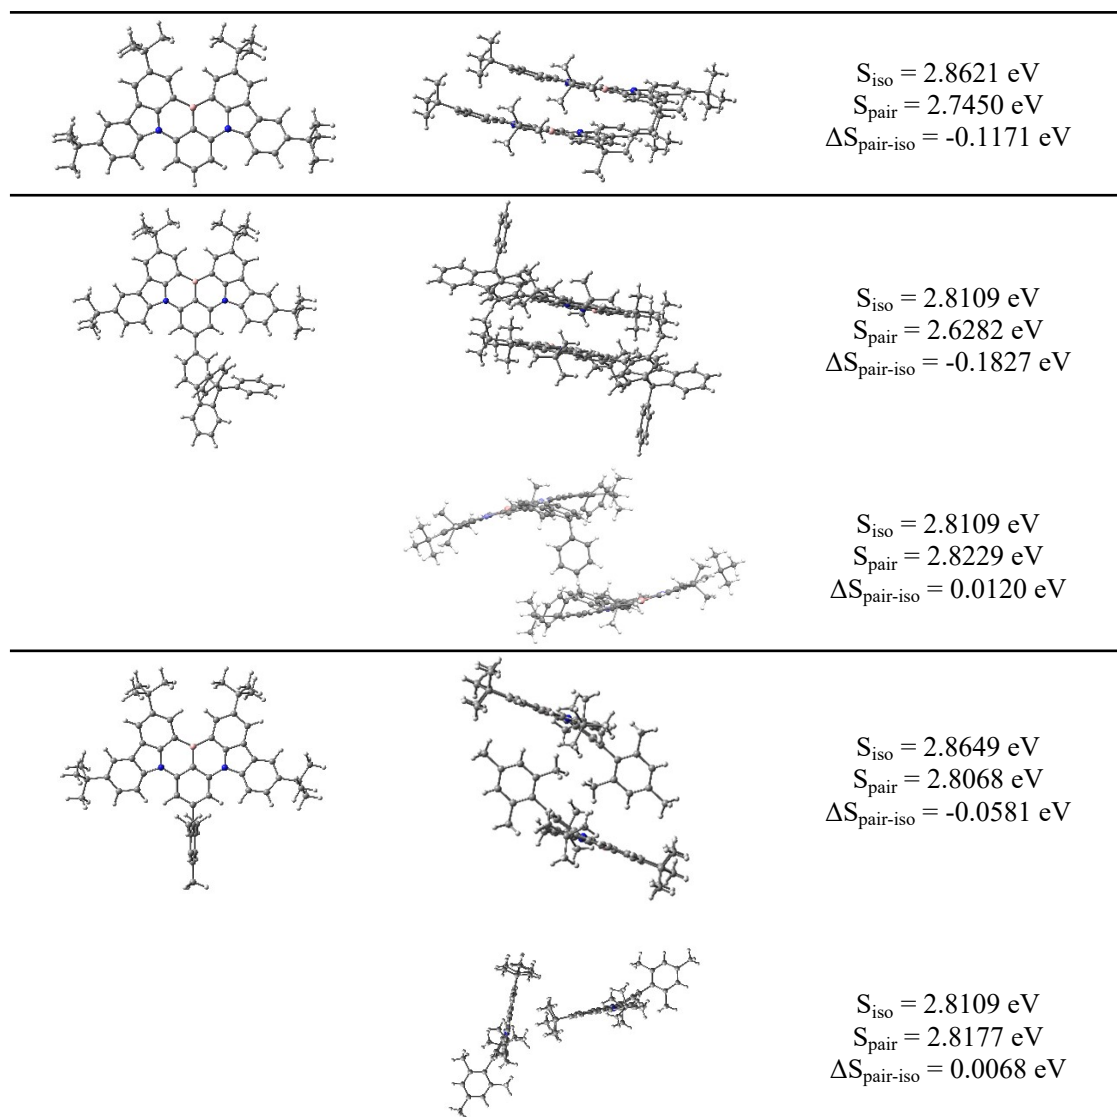 S_iso = 2.8621 eV
S_pair = 2.7450 eV
ΔS_pair-iso = -0.1171 eV
S_iso = 2.8109 eV
S_pair = 2.6282 eV
ΔS_pair-iso = -0.1827 eV
S_iso = 2.8109 eV
S_pair = 2.8229 eV
ΔS_pair-iso = 0.0120 eV
S_iso = 2.8649 eV
S_pair = 2.8068 eV
ΔS_pair-iso = -0.0581 eV
S_iso = 2.8109 eV
S_pair = 2.8177 eV
ΔS_pair-iso = 0.0068 eV